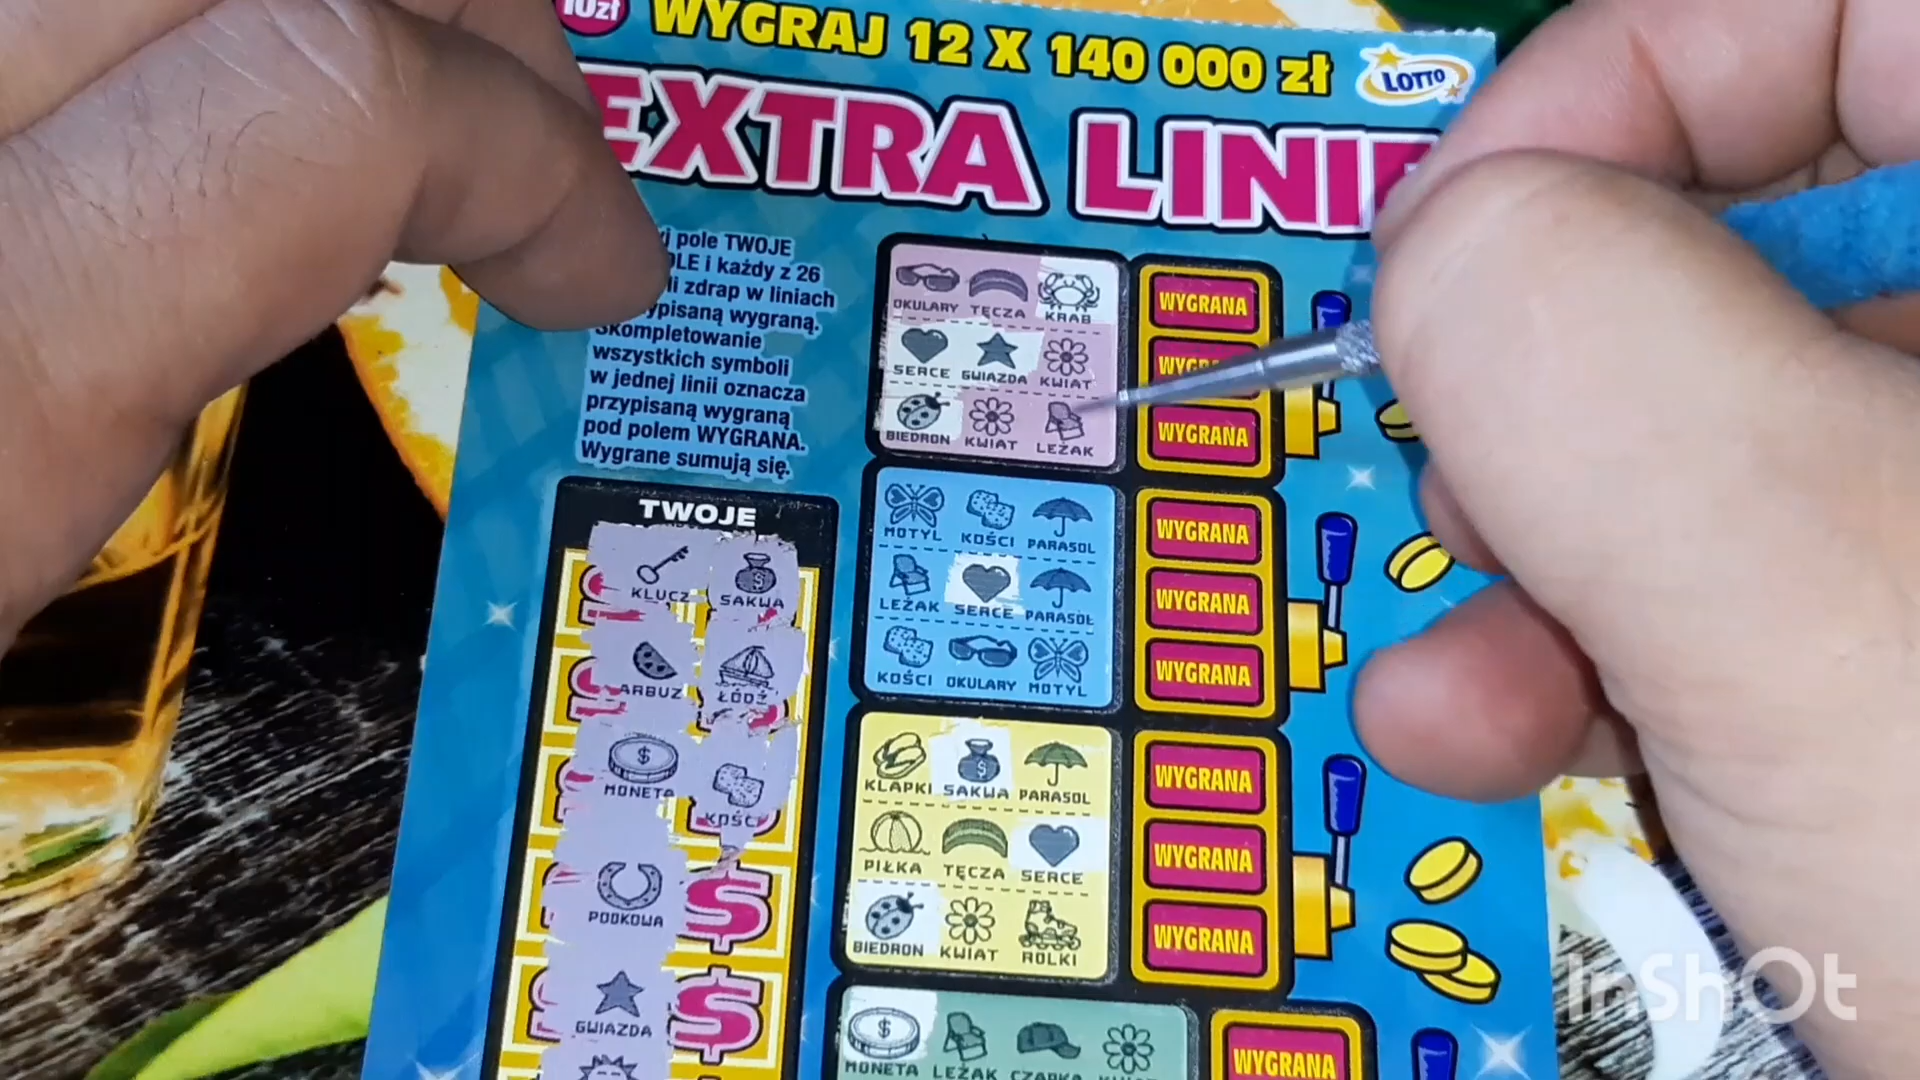 10zł
WYGRAJ 12 X 140 000 zł
LOTTO
EXTRA LINIE
pole TWOJE
i każdy z 26
zdrap w liniach
wygraną.
Skompletowanie
wszystkich symboli
w jednej linii oznacza
przypisaną wygraną
pod polem WYGRANA.
Wygrane sumują się.
OKULARY TĘCZA KRAB
SERCE GWIAZDA KWIAT
BIEDRON KWIAT LEŻAK
WYGRANA
WYGRANA
MOTYL KOŚCI PARASOL
LEŻAK SERCE PARASOL
KOŚCI OKULARY MOTYL
WYGRANA
WYGRANA
WYGRANA
KLAPKI SAKWA PARASOL
PIŁKA TĘCZA SERCE
BIEDRON KWIAT ROLKI
WYGRANA
WYGRANA
WYGRANA
MONETA LEŻAK CZAPKA
WYGRANA
TWOJE
KLUCZ SAKWA
ARBUZ ŁÓDŹ
MONETA KOŚCI
PODKOWA
GWIAZDA
InShOt